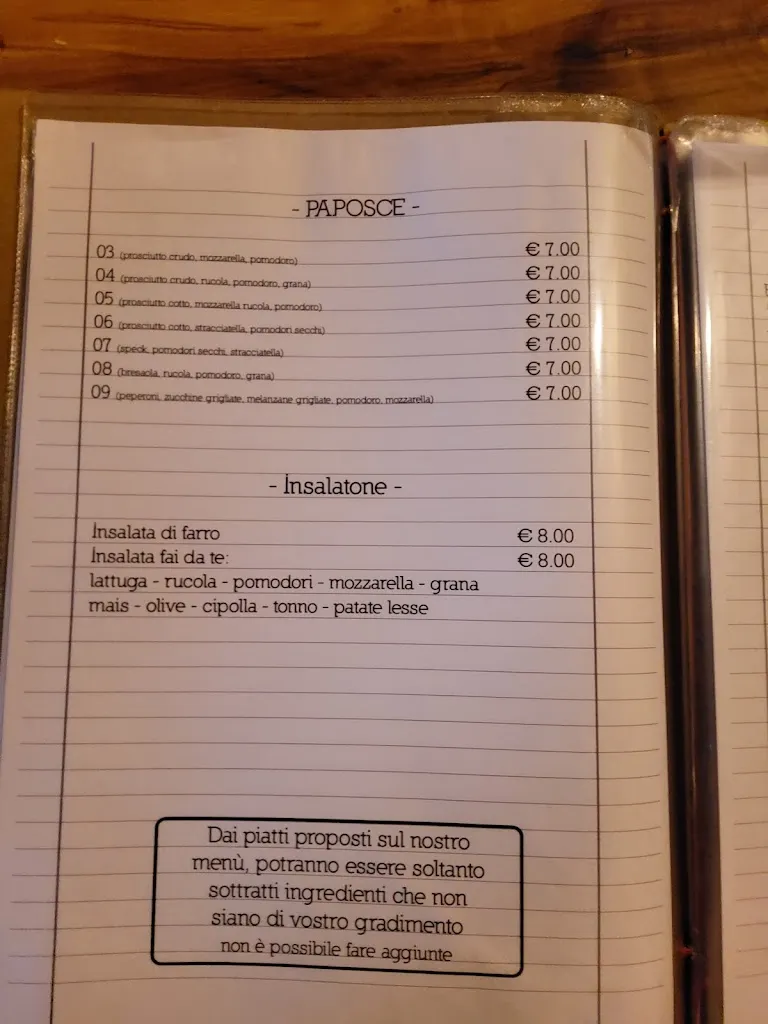 - PAPOSCE -
03 (prosciutto crudo, mozzarella, pomodoro) € 7.00
04 (prosciutto crudo, rucola, pomodoro, grana) € 7.00
05 (prosciutto cotto, mozzarella rucola, pomodoro) € 7.00
06 (prosciutto cotto, stracciatella, pomodori secchi) € 7.00
07 (speck, pomodori secchi, stracciatella) € 7.00
08 (bresaola, rucola, pomodoro, grana) € 7.00
09 (peperoni, zucchine grigliate, melanzane grigliate, pomodoro, mozzarella) € 7.00
- İnsalatone -
İnsalata di farro € 8.00
İnsalata fai da te: € 8.00
lattuga - rucola - pomodori - mozzarella - grana
mais - olive - cipolla - tonno - patate lesse
Dai piatti proposti sul nostro
menù, potranno essere soltanto
sottratti ingredienti che non
siano di vostro gradimento
non è possibile fare aggiunte